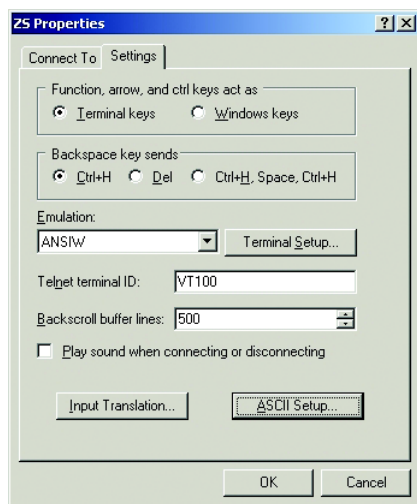 ZS Properties
Connect To Settings
Function, arrow, and ctrl keys act as
Terminal keys Windows keys
Backspace key sends
Ctrl+H Del Ctrl+H, Space, Ctrl+H
Emulation:
ANSIW Terminal Setup...
Telnet terminal ID: VT100
Backscroll buffer lines: 500
Play sound when connecting or disconnecting
Input Translation... ASCII Setup...
OK Cancel